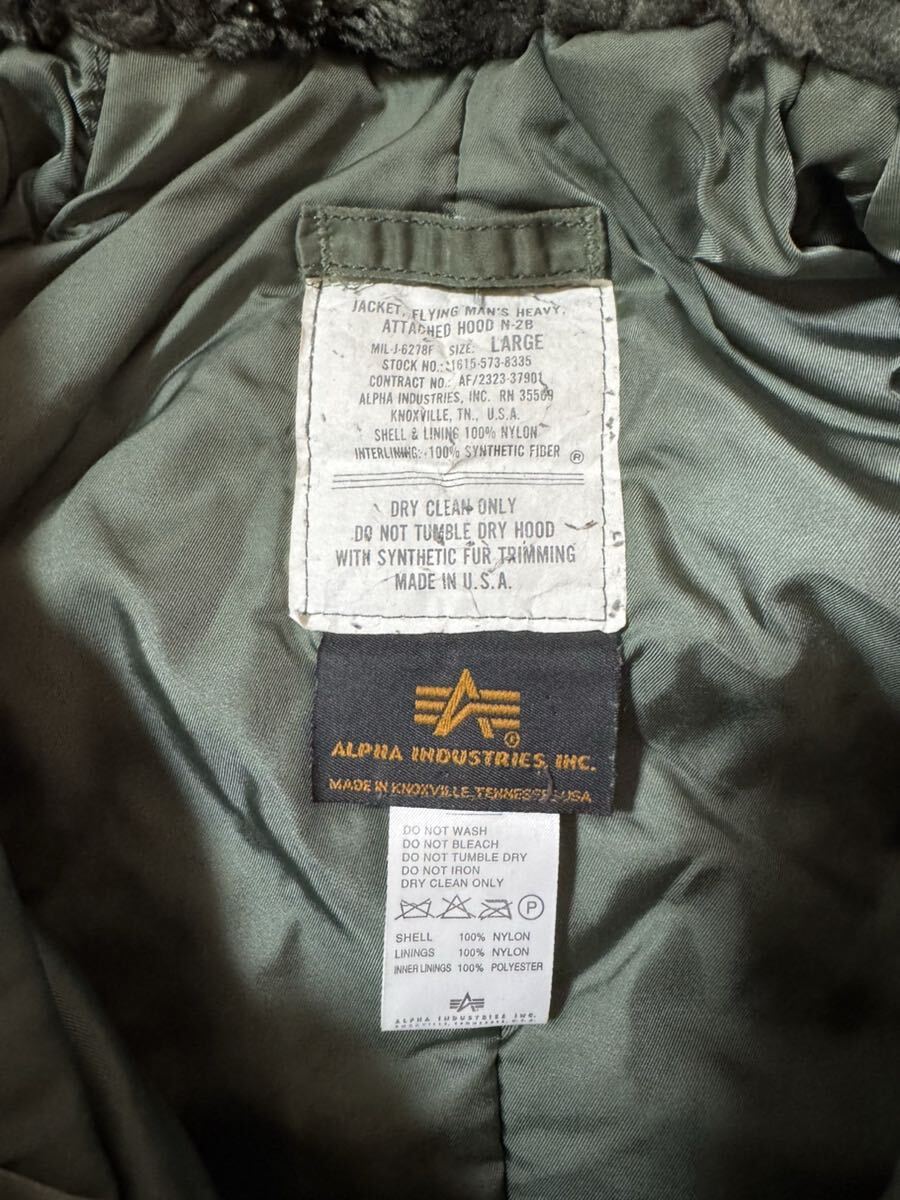 JACKET, FLYING MAN'S HEAVY,
ATTACHED HOOD N-2B
MIL-J-6278F SIZE: LARGE
STOCK NO.: 1615-573-8335
CONTRACT NO.: AF/2323-37901
ALPHA INDUSTRIES, INC. RN 35569
KNOXVILLE, TN., U.S.A.
SHELL & LINING 100% NYLON
INTERLINING: 100% SYNTHETIC FIBER ®
DRY CLEAN ONLY
DO NOT TUMBLE DRY HOOD
WITH SYNTHETIC FUR TRIMMING
MADE IN U.S.A.
ALPHA INDUSTRIES, INC.
MADE IN KNOXVILLE, TENNESSEE, USA
DO NOT WASH
DO NOT BLEACH
DO NOT TUMBLE DRY
DO NOT IRON
DRY CLEAN ONLY
P
SHELL 100% NYLON
LININGS 100% NYLON
INNER LININGS 100% POLYESTER
ALPHA INDUSTRIES INC.
KNOXVILLE, TENNESSEE, U.S.A.